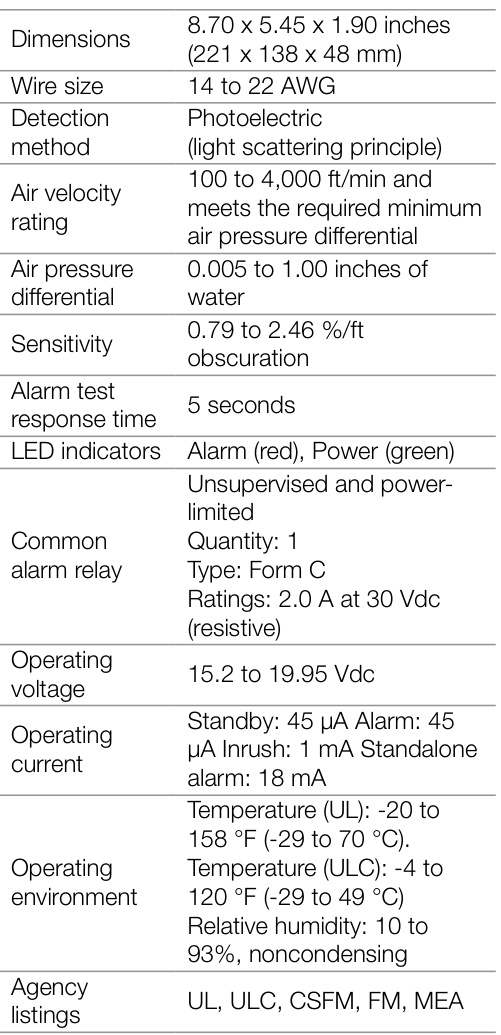 Dimensions
8.70 x 5.45 x 1.90 inches
(221 x 138 x 48 mm)
Wire size
14 to 22 AWG
Detection
method
Photoelectric
(light scattering principle)
Air velocity
rating
100 to 4,000 ft/min and
meets the required minimum
air pressure differential
Air pressure
differential
0.005 to 1.00 inches of
water
Sensitivity
0.79 to 2.46 %/ft
obscuration
Alarm test
response time
5 seconds
LED indicators
Alarm (red), Power (green)
Common
alarm relay
Unsupervised and power-
limited
Quantity: 1
Type: Form C
Ratings: 2.0 A at 30 Vdc
(resistive)
Operating
voltage
15.2 to 19.95 Vdc
Operating
current
Standby: 45 µA Alarm: 45
µA Inrush: 1 mA Standalone
alarm: 18 mA
Operating
environment
Temperature (UL): -20 to
158 °F (-29 to 70 °C).
Temperature (ULC): -4 to
120 °F (-29 to 49 °C)
Relative humidity: 10 to
93%, noncondensing
Agency
listings
UL, ULC, CSFM, FM, MEA